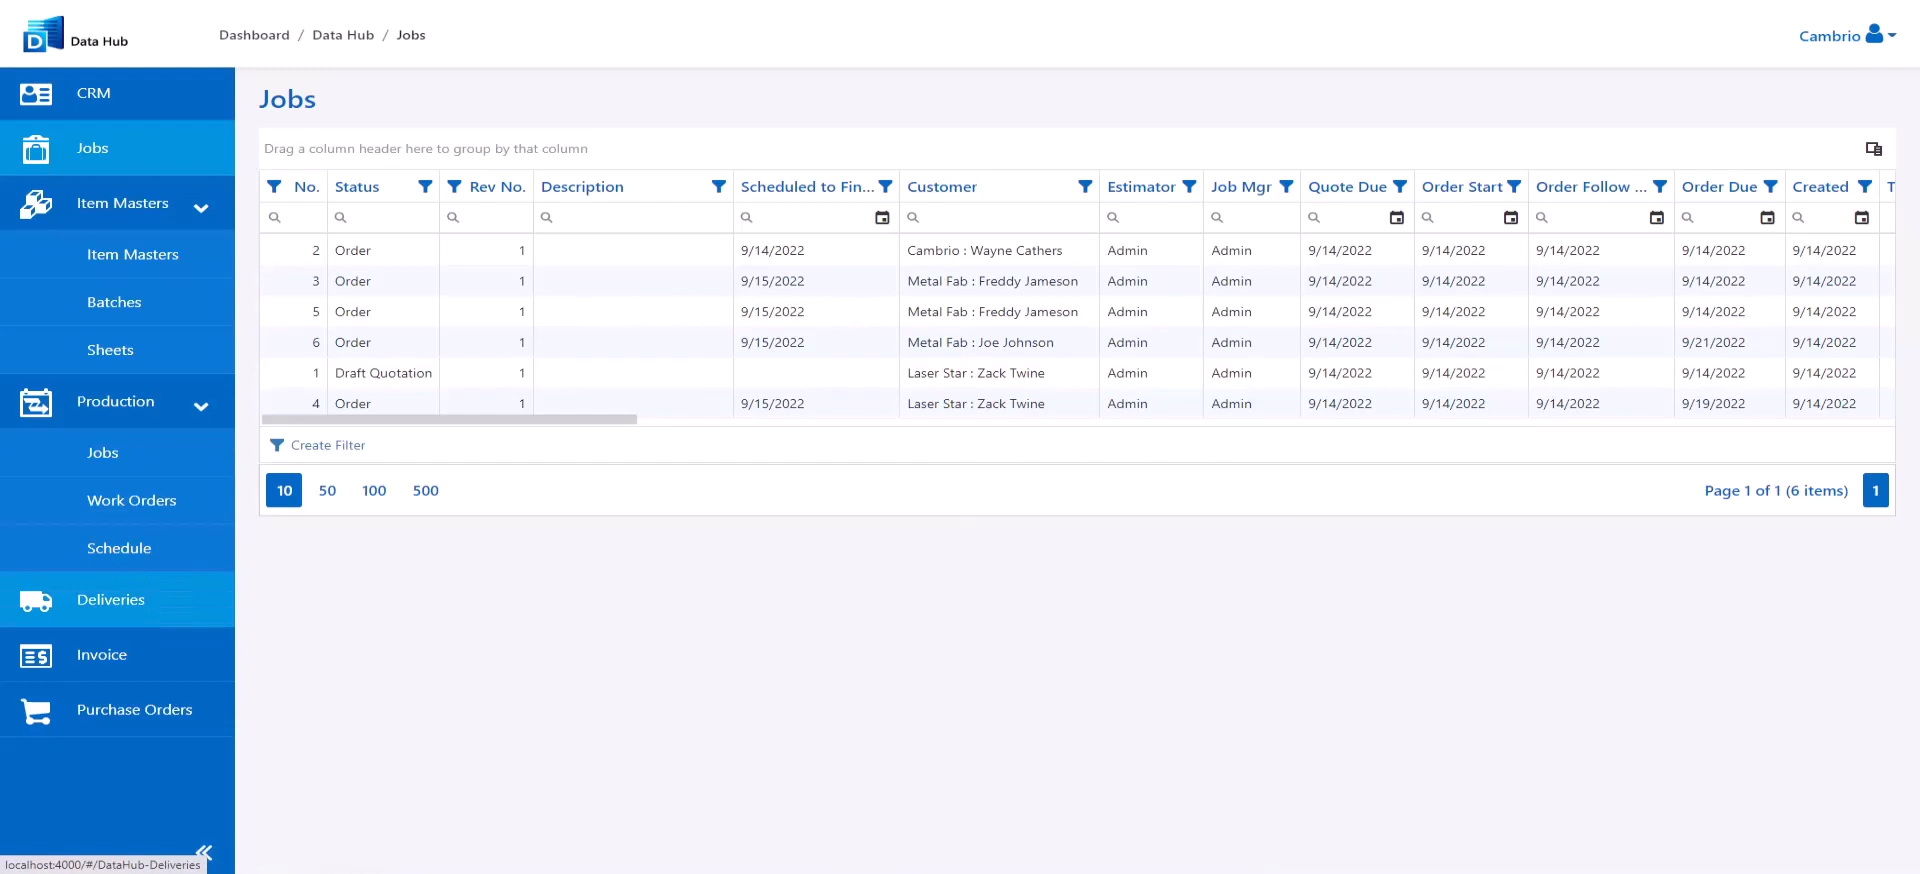 D Data Hub
Dashboard / Data Hub / Jobs
Cambrio
CRM
Jobs
Item Masters
Item Masters
Batches
Sheets
Production
Jobs
Work Orders
Schedule
Deliveries
Invoice
Purchase Orders
localhost:4000/#/DataHub-Deliveries
Jobs
Drag a column header here to group by that column
No. Status Rev No. Description Scheduled to Fin... Customer Estimator Job Mgr Quote Due Order Start Order Follow ... Order Due Created T
2 Order 1 9/14/2022 Cambrio : Wayne Cathers Admin Admin 9/14/2022 9/14/2022 9/14/2022 9/14/2022 9/14/2022
3 Order 1 9/15/2022 Metal Fab : Freddy Jameson Admin Admin 9/14/2022 9/14/2022 9/14/2022 9/14/2022 9/14/2022
5 Order 1 9/15/2022 Metal Fab : Freddy Jameson Admin Admin 9/14/2022 9/14/2022 9/14/2022 9/14/2022 9/14/2022
6 Order 1 9/15/2022 Metal Fab : Joe Johnson Admin Admin 9/14/2022 9/14/2022 9/14/2022 9/21/2022 9/14/2022
1 Draft Quotation 1 Laser Star : Zack Twine Admin Admin 9/14/2022 9/14/2022 9/14/2022 9/14/2022 9/14/2022
4 Order 1 9/15/2022 Laser Star : Zack Twine Admin Admin 9/14/2022 9/14/2022 9/14/2022 9/19/2022 9/14/2022
Create Filter
10 50 100 500 Page 1 of 1 (6 items) 1